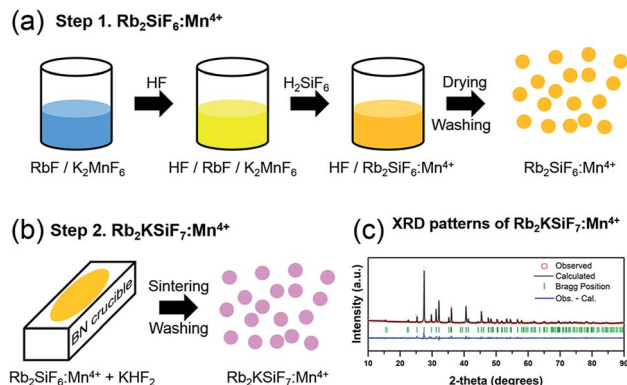 (a) Step 1. Rb₂SiF₆:Mn⁴⁺
HF
H₂SiF₆
Drying
Washing
RbF / K₂MnF₆
HF / RbF / K₂MnF₆
HF / Rb₂SiF₆:Mn⁴⁺
Rb₂SiF₆:Mn⁴⁺
(b) Step 2. Rb₂KSiF₇:Mn⁴⁺
BN crucible
Sintering
Washing
Rb₂SiF₆:Mn⁴⁺ + KHF₂
Rb₂KSiF₇:Mn⁴⁺
(c) XRD patterns of Rb₂KSiF₇:Mn⁴⁺
Intensity (a.u.)
Observed
Calculated
Bragg Position
Obs. - Cal.
10 20 30 40 50 60 70 80 90
2-theta (degrees)